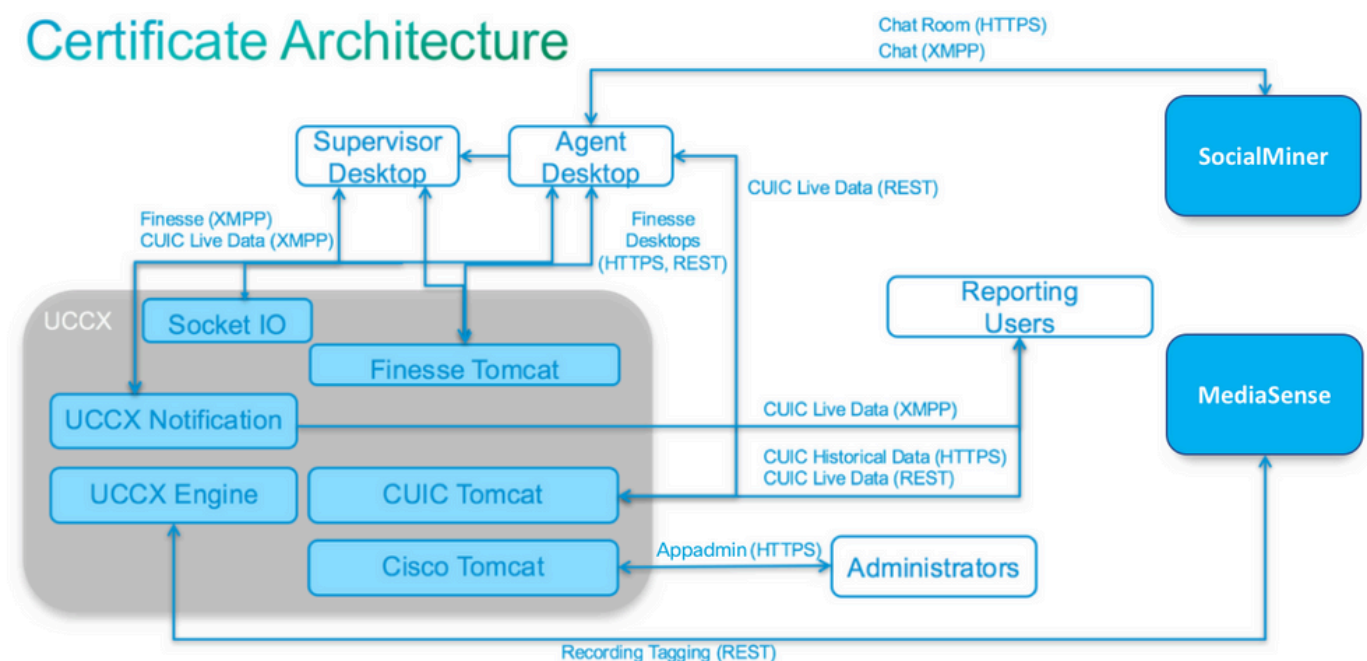 Certificate Architecture
Chat Room (HTTPS)
Chat (XMPP)
Supervisor
Desktop
Agent
Desktop
SocialMiner
CUIC Live Data (REST)
Finesse (XMPP)
CUIC Live Data (XMPP)
Finesse
Desktops
(HTTPS, REST)
Reporting
Users
UCCX
Socket IO
Finesse Tomcat
MediaSense
UCCX Notification
CUIC Live Data (XMPP)
CUIC Historical Data (HTTPS)
CUIC Live Data (REST)
UCCX Engine
CUIC Tomcat
Cisco Tomcat
Appadmin (HTTPS)
Administrators
Recording Tagging (REST)